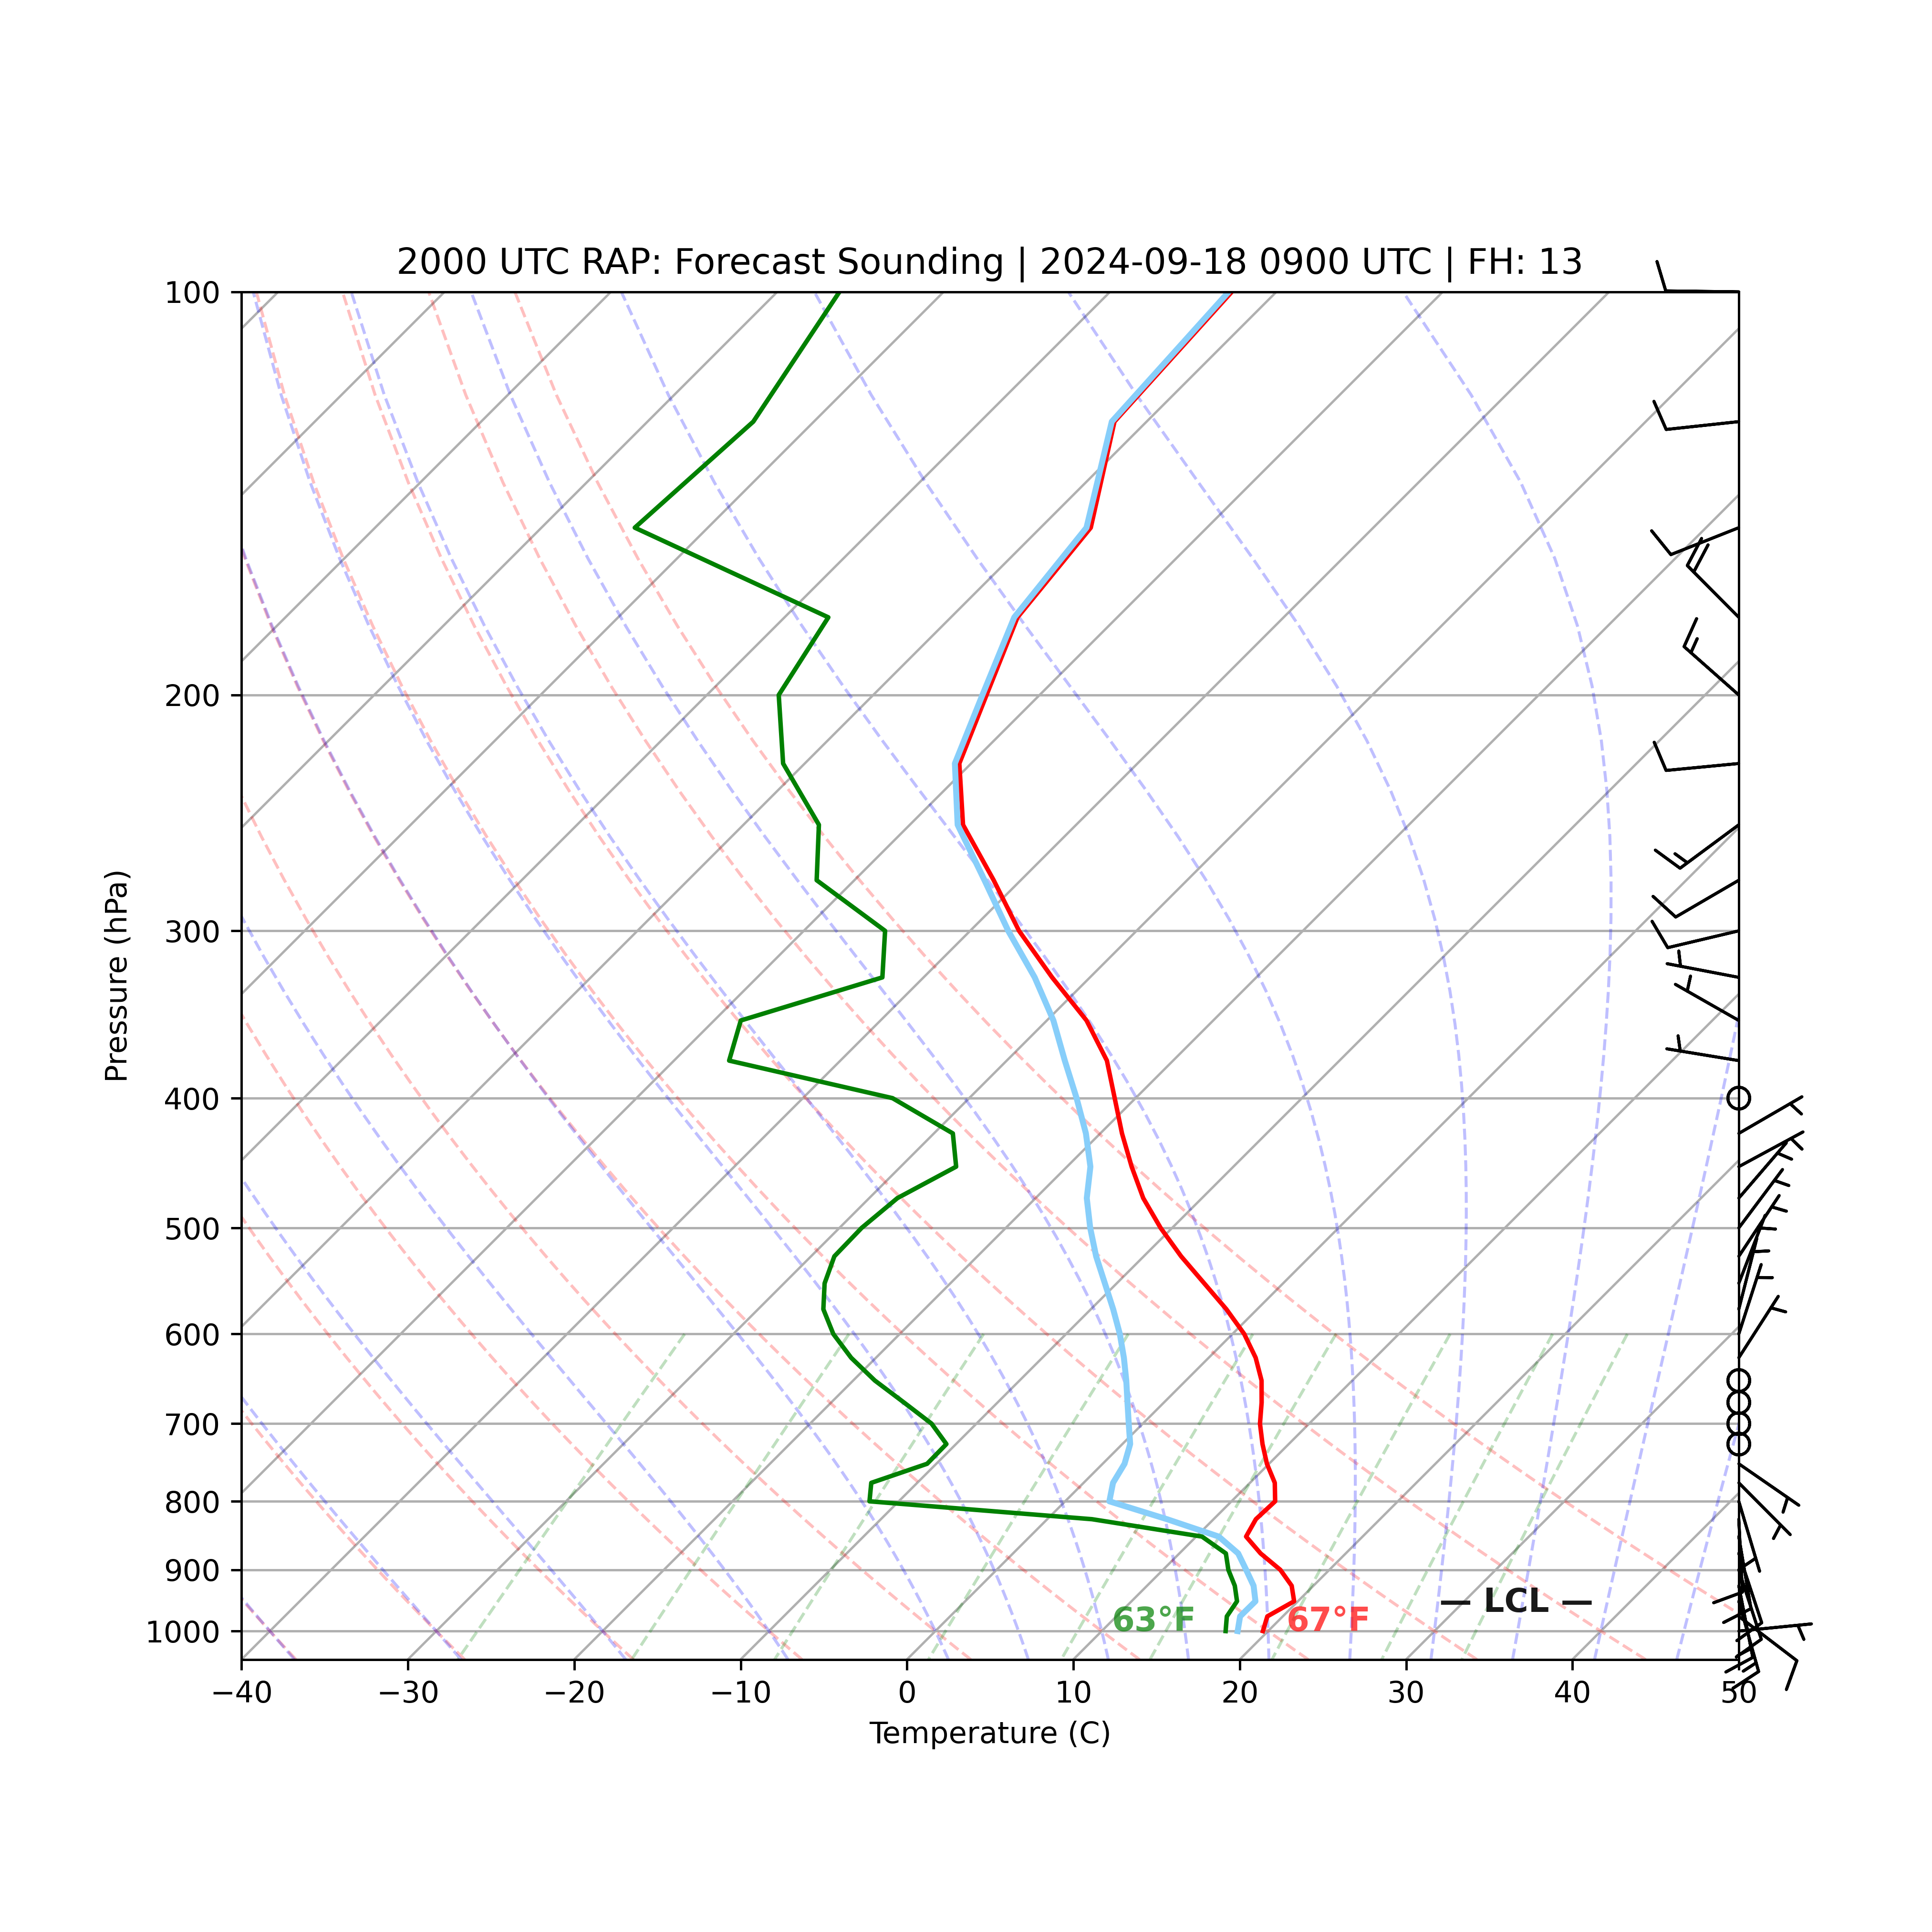 2000 UTC RAP: Forecast Sounding | 2024-09-18 0900 UTC | FH: 13
100
200
300
400
500
600
700
800
900
1000
Pressure (hPa)
— LCL —
63°F 67°F
−40 −30 −20 −10 0 10 20 30 40 50
Temperature (C)